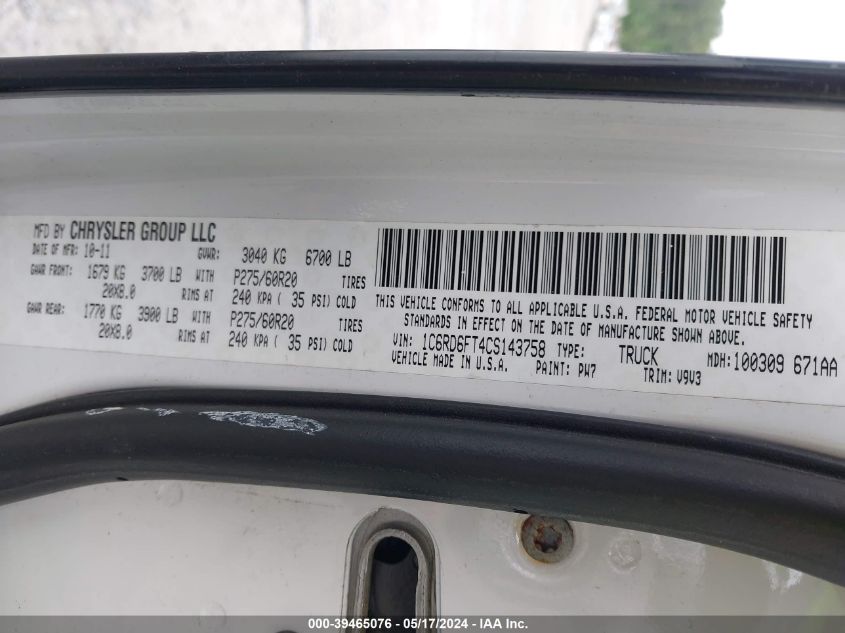 MFD BY CHRYSLER GROUP LLC
DATE OF MFR: 10-11 GVWR: 3040 KG 6700 LB
GAWR FRONT: 1679 KG 3700 LB WITH P275/60R20 TIRES
20X8.0 RIMS AT 240 KPA ( 35 PSI) COLD
GAWR REAR: 1770 KG 3900 LB WITH P275/60R20 TIRES
20X8.0 RIMS AT 240 KPA ( 35 PSI) COLD
THIS VEHICLE CONFORMS TO ALL APPLICABLE U.S.A. FEDERAL MOTOR VEHICLE SAFETY
STANDARDS IN EFFECT ON THE DATE OF MANUFACTURE SHOWN ABOVE.
VIN: 1C6RD6FT4CS143758 TYPE: TRUCK MDH: 100309 671AA
VEHICLE MADE IN U.S.A. PAINT: PW7 TRIM: V9V3
000-39465076 - 05/17/2024 - IAA Inc.